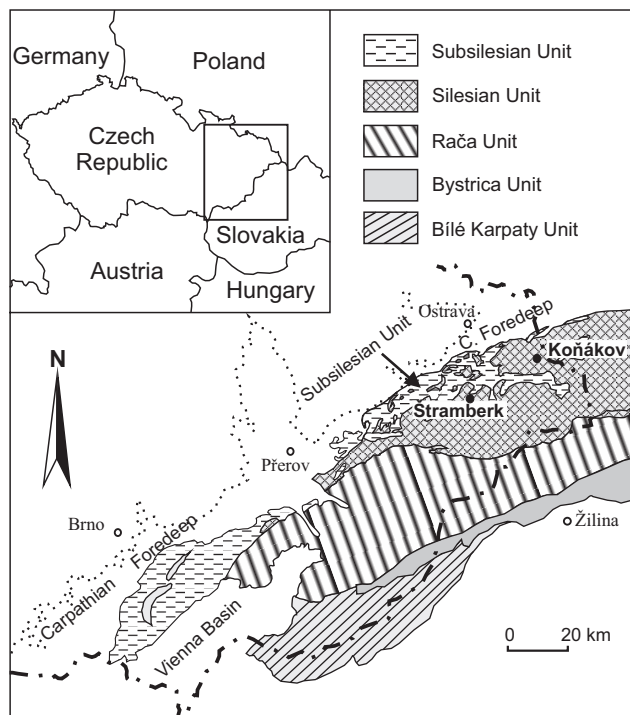 Germany
Poland
Czech
Republic
Slovakia
Austria
Hungary
Subsilesian Unit
Silesian Unit
Rača Unit
Bystrica Unit
Bílé Karpaty Unit
Ostrava
C. Foredeep
Koňákov
Subsilesian Unit
Stramberk
N
Přerov
Brno
Žilina
Carpathian Foredeep
Vienna Basin
0 20 km